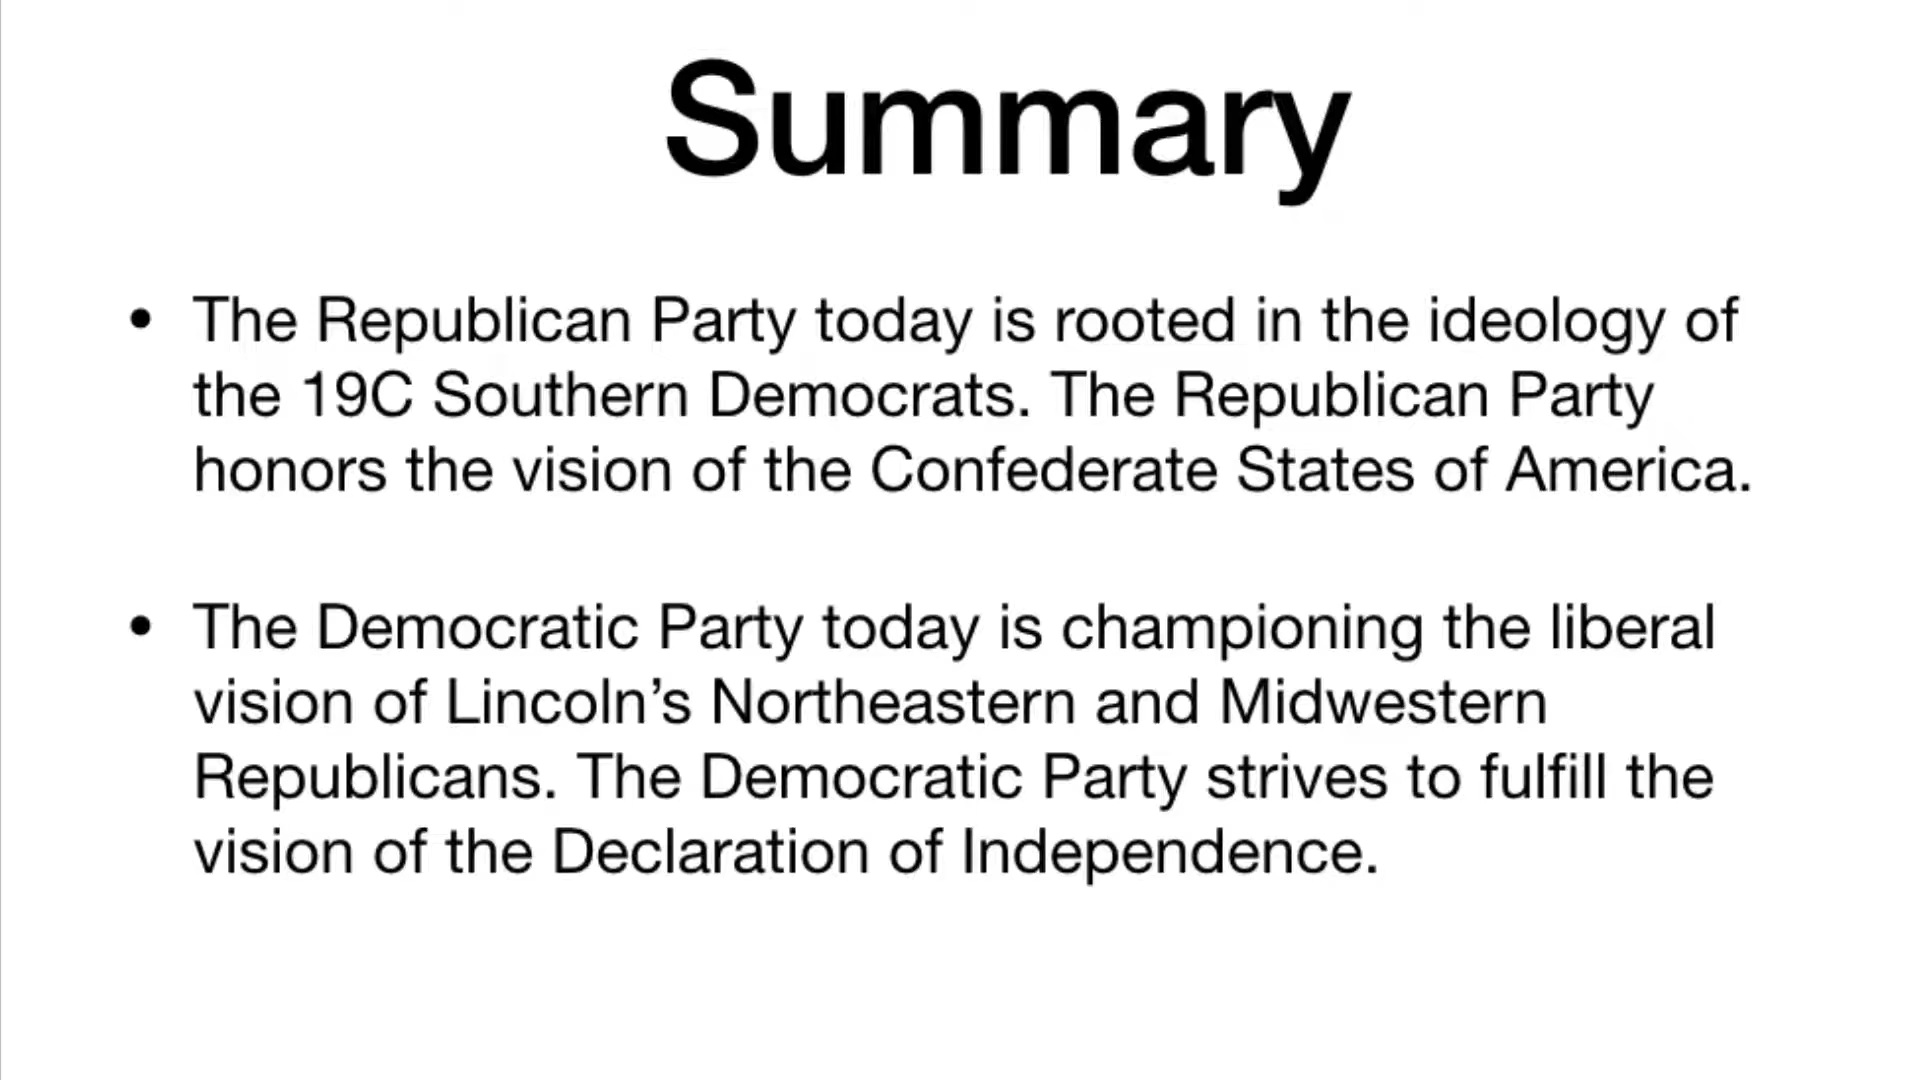 Summary
• The Republican Party today is rooted in the ideology of
the 19C Southern Democrats. The Republican Party
honors the vision of the Confederate States of America.
• The Democratic Party today is championing the liberal
vision of Lincoln’s Northeastern and Midwestern
Republicans. The Democratic Party strives to fulfill the
vision of the Declaration of Independence.